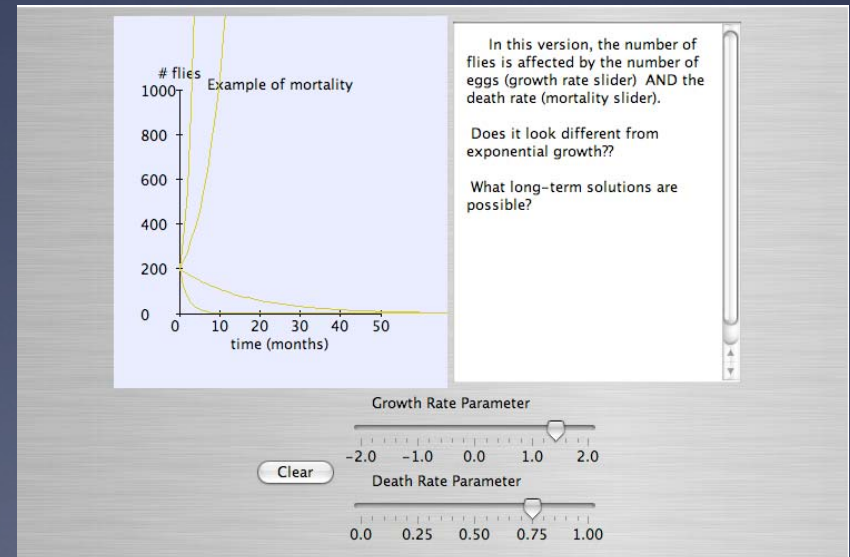 # flies
Example of mortality
1000
800
600
400
200
0
0 10 20 30 40 50
time (months)
In this version, the number of
flies is affected by the number of
eggs (growth rate slider)  AND the
death rate (mortality slider).
Does it look different from
exponential growth??
What long-term solutions are
possible?
Growth Rate Parameter
-2.0 -1.0 0.0 1.0 2.0
Clear
Death Rate Parameter
0.0 0.25 0.50 0.75 1.00